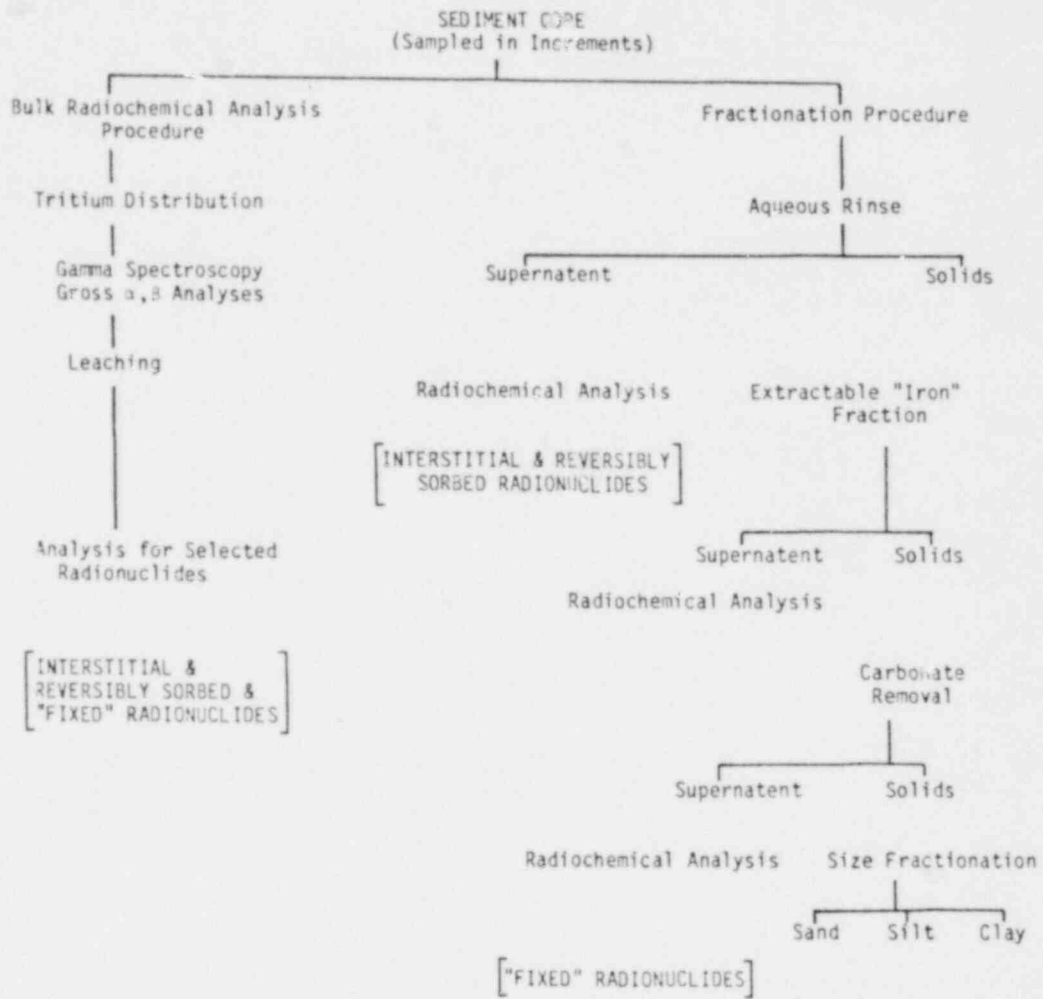 SEDIMENT CORE
(Sampled in Increments)
Bulk Radiochemical Analysis
Procedure
Fractionation Procedure
Tritium Distribution
Aqueous Rinse
Gamma Spectroscopy
Gross α,β Analyses
Supernatent
Solids
Leaching
Radiochemical Analysis
Extractable "Iron"
Fraction
[INTERSTITIAL & REVERSIBLY
SORBED RADIONUCLIDES]
Supernatent
Solids
Analysis for Selected
Radionuclides
Radiochemical Analysis
[INTERSTITIAL &
REVERSIBLY SORBED &
"FIXED" RADIONUCLIDES]
Carbonate
Removal
Supernatent
Solids
Radiochemical Analysis
Size Fractionation
Sand
Silt
Clay
["FIXED" RADIONUCLIDES]